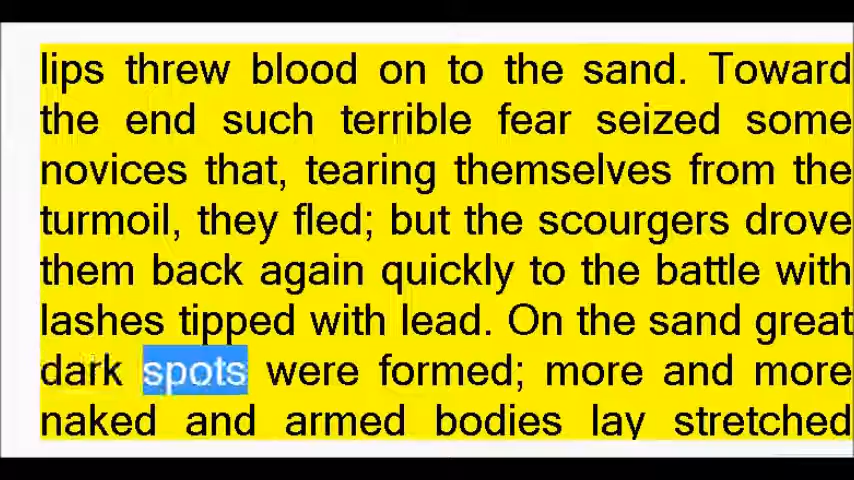 lips threw blood on to the sand. Toward
the end such terrible fear seized some
novices that, tearing themselves from the
turmoil, they fled; but the scourgers drove
them back again quickly to the battle with
lashes tipped with lead. On the sand great
dark spots were formed; more and more
naked and armed bodies lay stretched